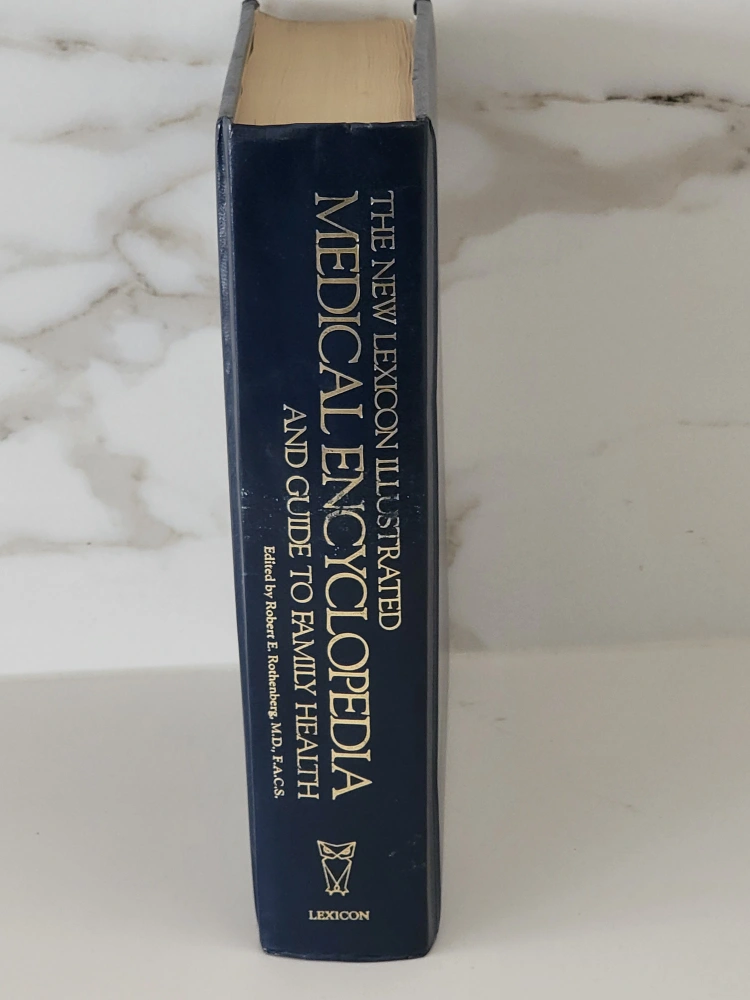 THE NEW LEXICON ILLUSTRATED
MEDICAL ENCYCLOPEDIA
AND GUIDE TO FAMILY HEALTH
Edited by Robert E. Rothenberg, M.D., F.A.C.S.
LEXICON